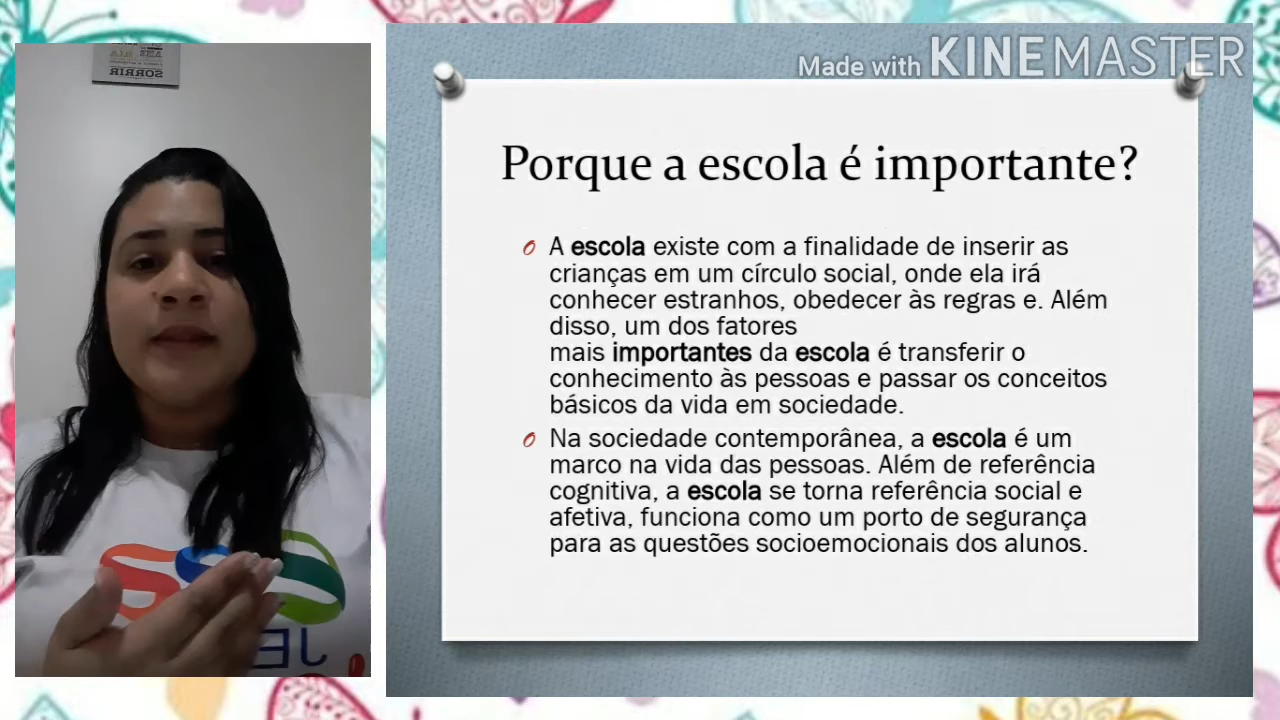 SORRIR
JE
Made with KINEMASTER
Porque a escola é importante?
A escola existe com a finalidade de inserir as
crianças em um círculo social, onde ela irá
conhecer estranhos, obedecer às regras e. Além
disso, um dos fatores
mais importantes da escola é transferir o
conhecimento às pessoas e passar os conceitos
básicos da vida em sociedade.
Na sociedade contemporânea, a escola é um
marco na vida das pessoas. Além de referência
cognitiva, a escola se torna referência social e
afetiva, funciona como um porto de segurança
para as questões socioemocionais dos alunos.